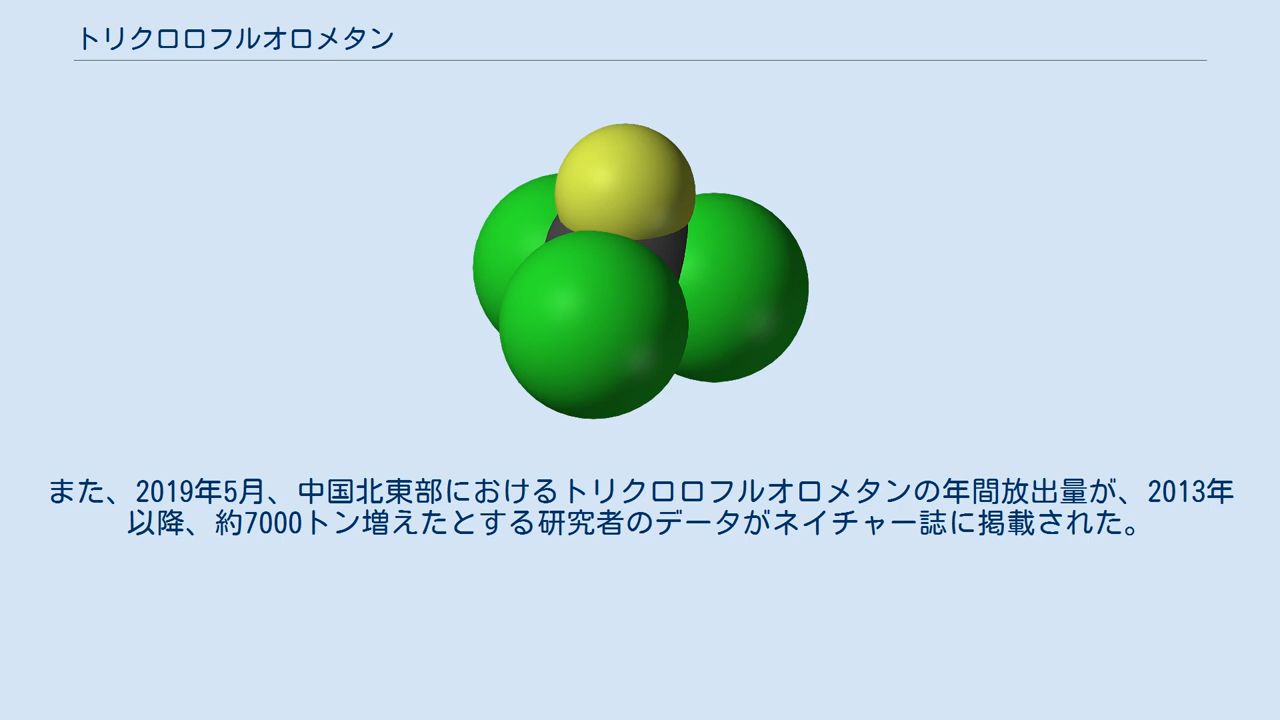 トリクロロフルオロメタン
また、2019年5月、中国北東部におけるトリクロロフルオロメタンの年間放出量が、2013年
以降、約7000トン増えたとする研究者のデータがネイチャー誌に掲載された。